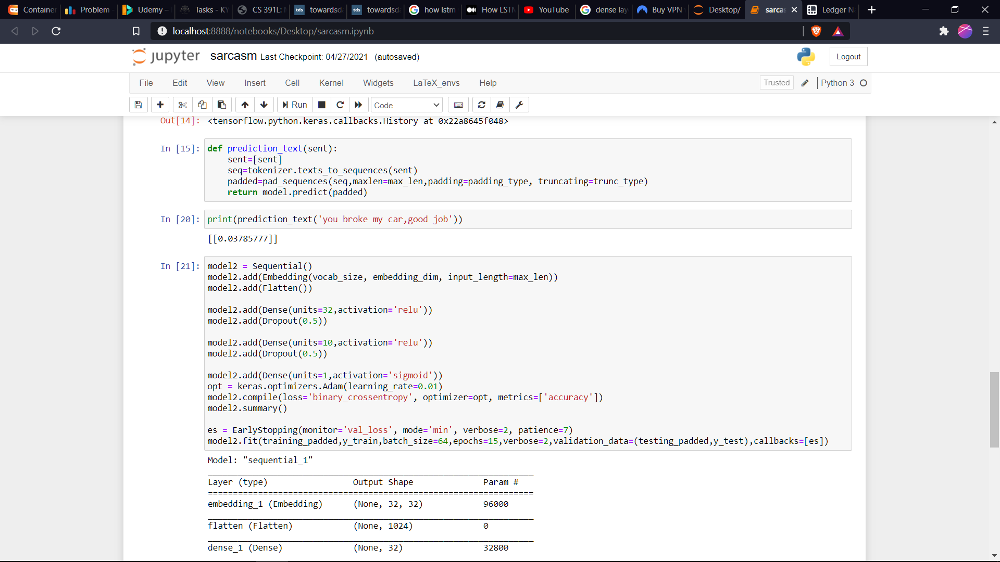 Container
Problem
Udemy –
Tasks - KY
CS 391L:
towardsd
towardsd
how lstm
How LSTM
YouTube
dense lay
Buy VPN
Desktop/
sarcas
Ledger N
localhost:8888/notebooks/Desktop/sarcasm.ipynb
jupyter sarcasm Last Checkpoint: 04/27/2021 (autosaved)
Logout
File Edit View Insert Cell Kernel Widgets LaTeX_envs Help
Trusted
Python 3
Run
Code
Out[14]: <tensorflow.python.keras.callbacks.History at 0x22a8645f048>
In [15]: def prediction_text(sent):
sent=[sent]
seq=tokenizer.texts_to_sequences(sent)
padded=pad_sequences(seq,maxlen=max_len,padding=padding_type, truncating=trunc_type)
return model.predict(padded)
In [20]: print(prediction_text('you broke my car,good job'))
[[0.03785777]]
In [21]: model2 = Sequential()
model2.add(Embedding(vocab_size, embedding_dim, input_length=max_len))
model2.add(Flatten())
model2.add(Dense(units=32,activation='relu'))
model2.add(Dropout(0.5))
model2.add(Dense(units=10,activation='relu'))
model2.add(Dropout(0.5))
model2.add(Dense(units=1,activation='sigmoid'))
opt = keras.optimizers.Adam(learning_rate=0.01)
model2.compile(loss='binary_crossentropy', optimizer=opt, metrics=['accuracy'])
model2.summary()
es = EarlyStopping(monitor='val_loss', mode='min', verbose=2, patience=7)
model2.fit(training_padded,y_train,batch_size=64,epochs=15,verbose=2,validation_data=(testing_padded,y_test),callbacks=[es])
Model: "sequential_1"
Layer (type) Output Shape Param #
=================================================================
embedding_1 (Embedding) (None, 32, 32) 96000
flatten (Flatten) (None, 1024) 0
dense_1 (Dense) (None, 32) 32800